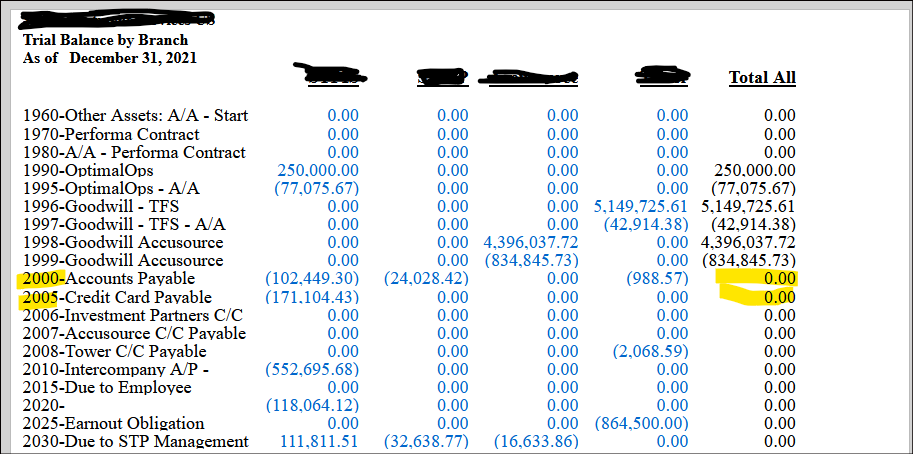 Trial Balance by Branch
As of December 31, 2021
Total All
1960-Other Assets: A/A - Start 0.00 0.00 0.00 0.00 0.00
1970-Performa Contract 0.00 0.00 0.00 0.00 0.00
1980-A/A - Performa Contract 0.00 0.00 0.00 0.00 0.00
1990-OptimalOps 250,000.00 0.00 0.00 0.00 250,000.00
1995-OptimalOps - A/A (77,075.67) 0.00 0.00 0.00 (77,075.67)
1996-Goodwill - TFS 0.00 0.00 0.00 5,149,725.61 5,149,725.61
1997-Goodwill - TFS - A/A 0.00 0.00 0.00 (42,914.38) (42,914.38)
1998-Goodwill Accusource 0.00 0.00 4,396,037.72 0.00 4,396,037.72
1999-Goodwill Accusource 0.00 0.00 (834,845.73) 0.00 (834,845.73)
2000-Accounts Payable (102,449.30) (24,028.42) 0.00 (988.57) 0.00
2005-Credit Card Payable (171,104.43) 0.00 0.00 0.00 0.00
2006-Investment Partners C/C 0.00 0.00 0.00 0.00 0.00
2007-Accusource C/C Payable 0.00 0.00 0.00 0.00 0.00
2008-Tower C/C Payable 0.00 0.00 0.00 (2,068.59) 0.00
2010-Intercompany A/P - (552,695.68) 0.00 0.00 0.00 0.00
2015-Due to Employee 0.00 0.00 0.00 0.00 0.00
2020- (118,064.12) 0.00 0.00 0.00 0.00
2025-Earnout Obligation 0.00 0.00 0.00 (864,500.00) 0.00
2030-Due to STP Management 111,811.51 (32,638.77) (16,633.86) 0.00 0.00